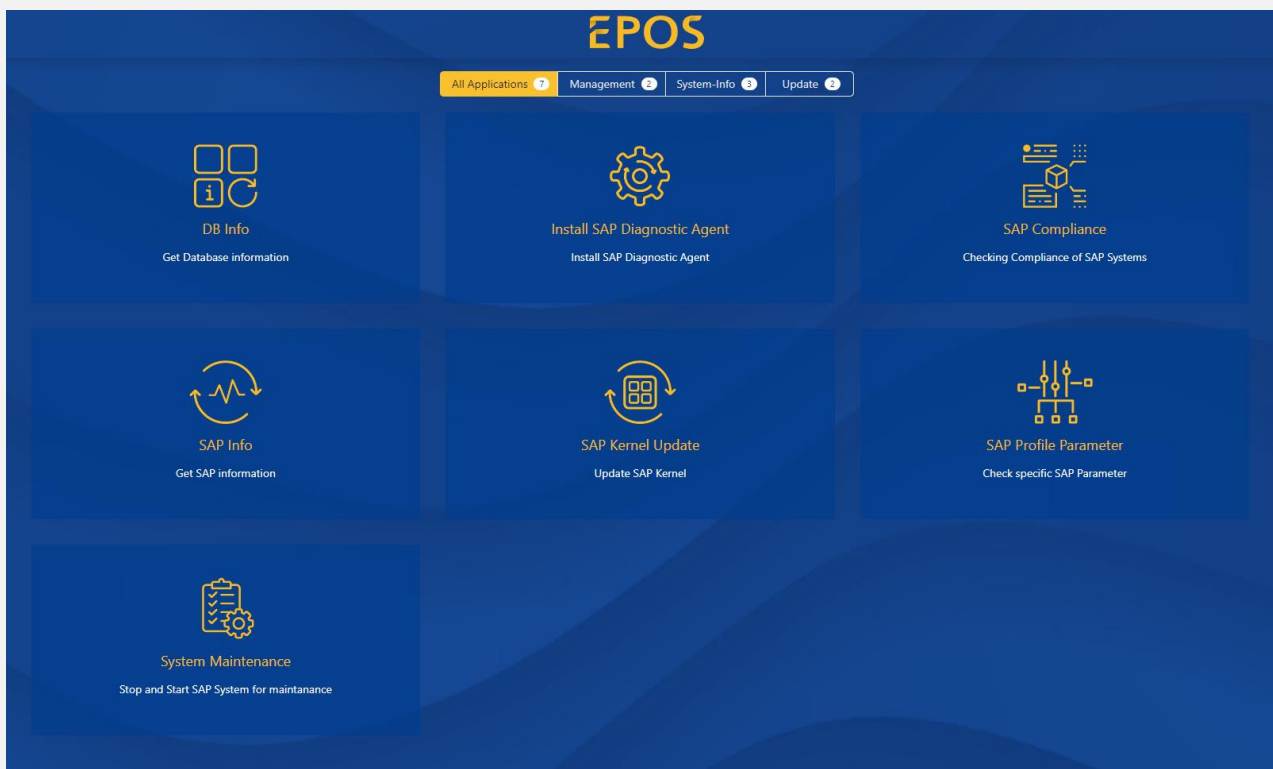 EPOS
All Applications 7 Management 2 System-Info 3 Update 2
DB Info
Get Database information
Install SAP Diagnostic Agent
Install SAP Diagnostic Agent
SAP Compliance
Checking Compliance of SAP Systems
SAP Info
Get SAP information
SAP Kernel Update
Update SAP Kernel
SAP Profile Parameter
Check specific SAP Parameter
System Maintenance
Stop and Start SAP System for maintanance